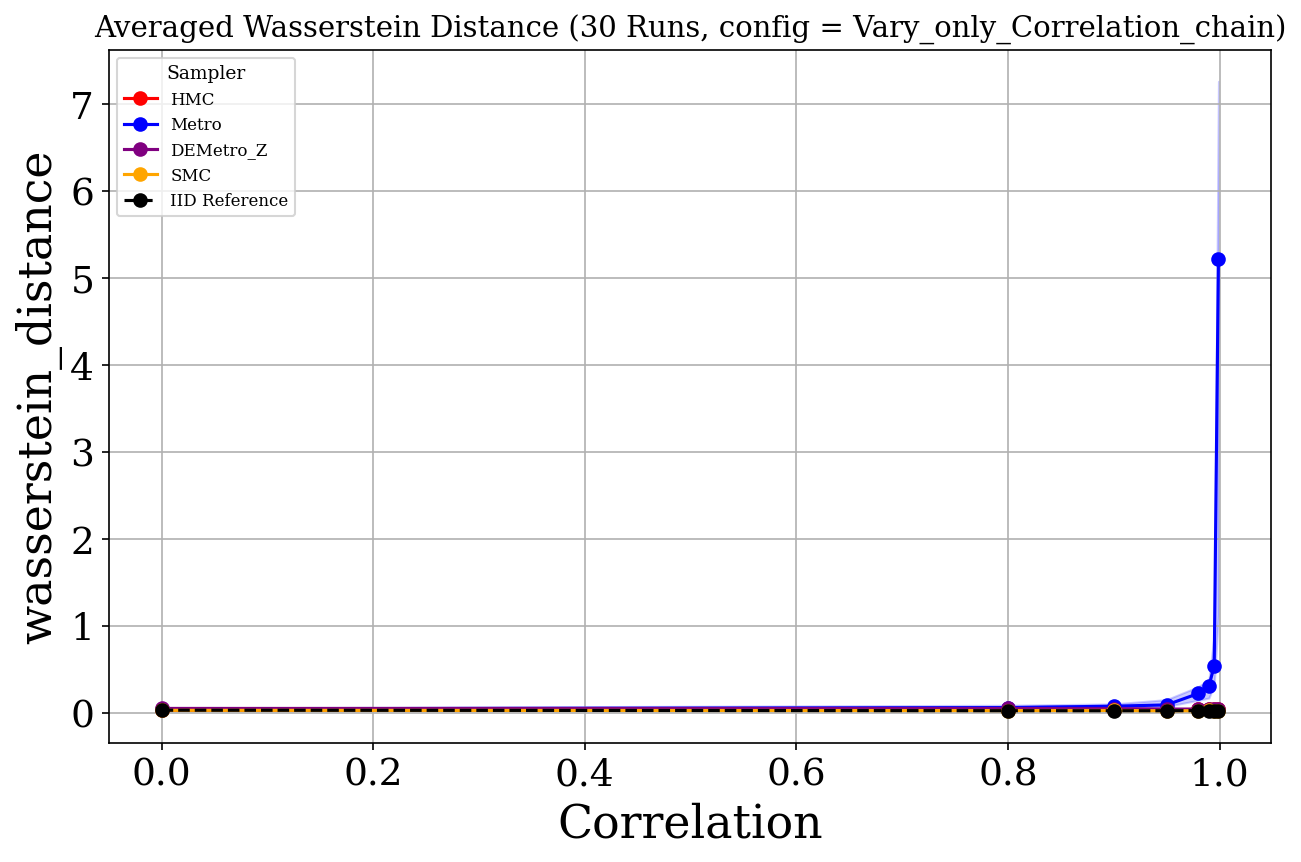 Averaged Wasserstein Distance (30 Runs, config = Vary_only_Correlation_chain)
Sampler
HMC
Metro
DEMetro_Z
SMC
IID Reference
wasserstein_distance
7
6
5
4
3
2
1
0
0.0 0.2 0.4 0.6 0.8 1.0
Correlation